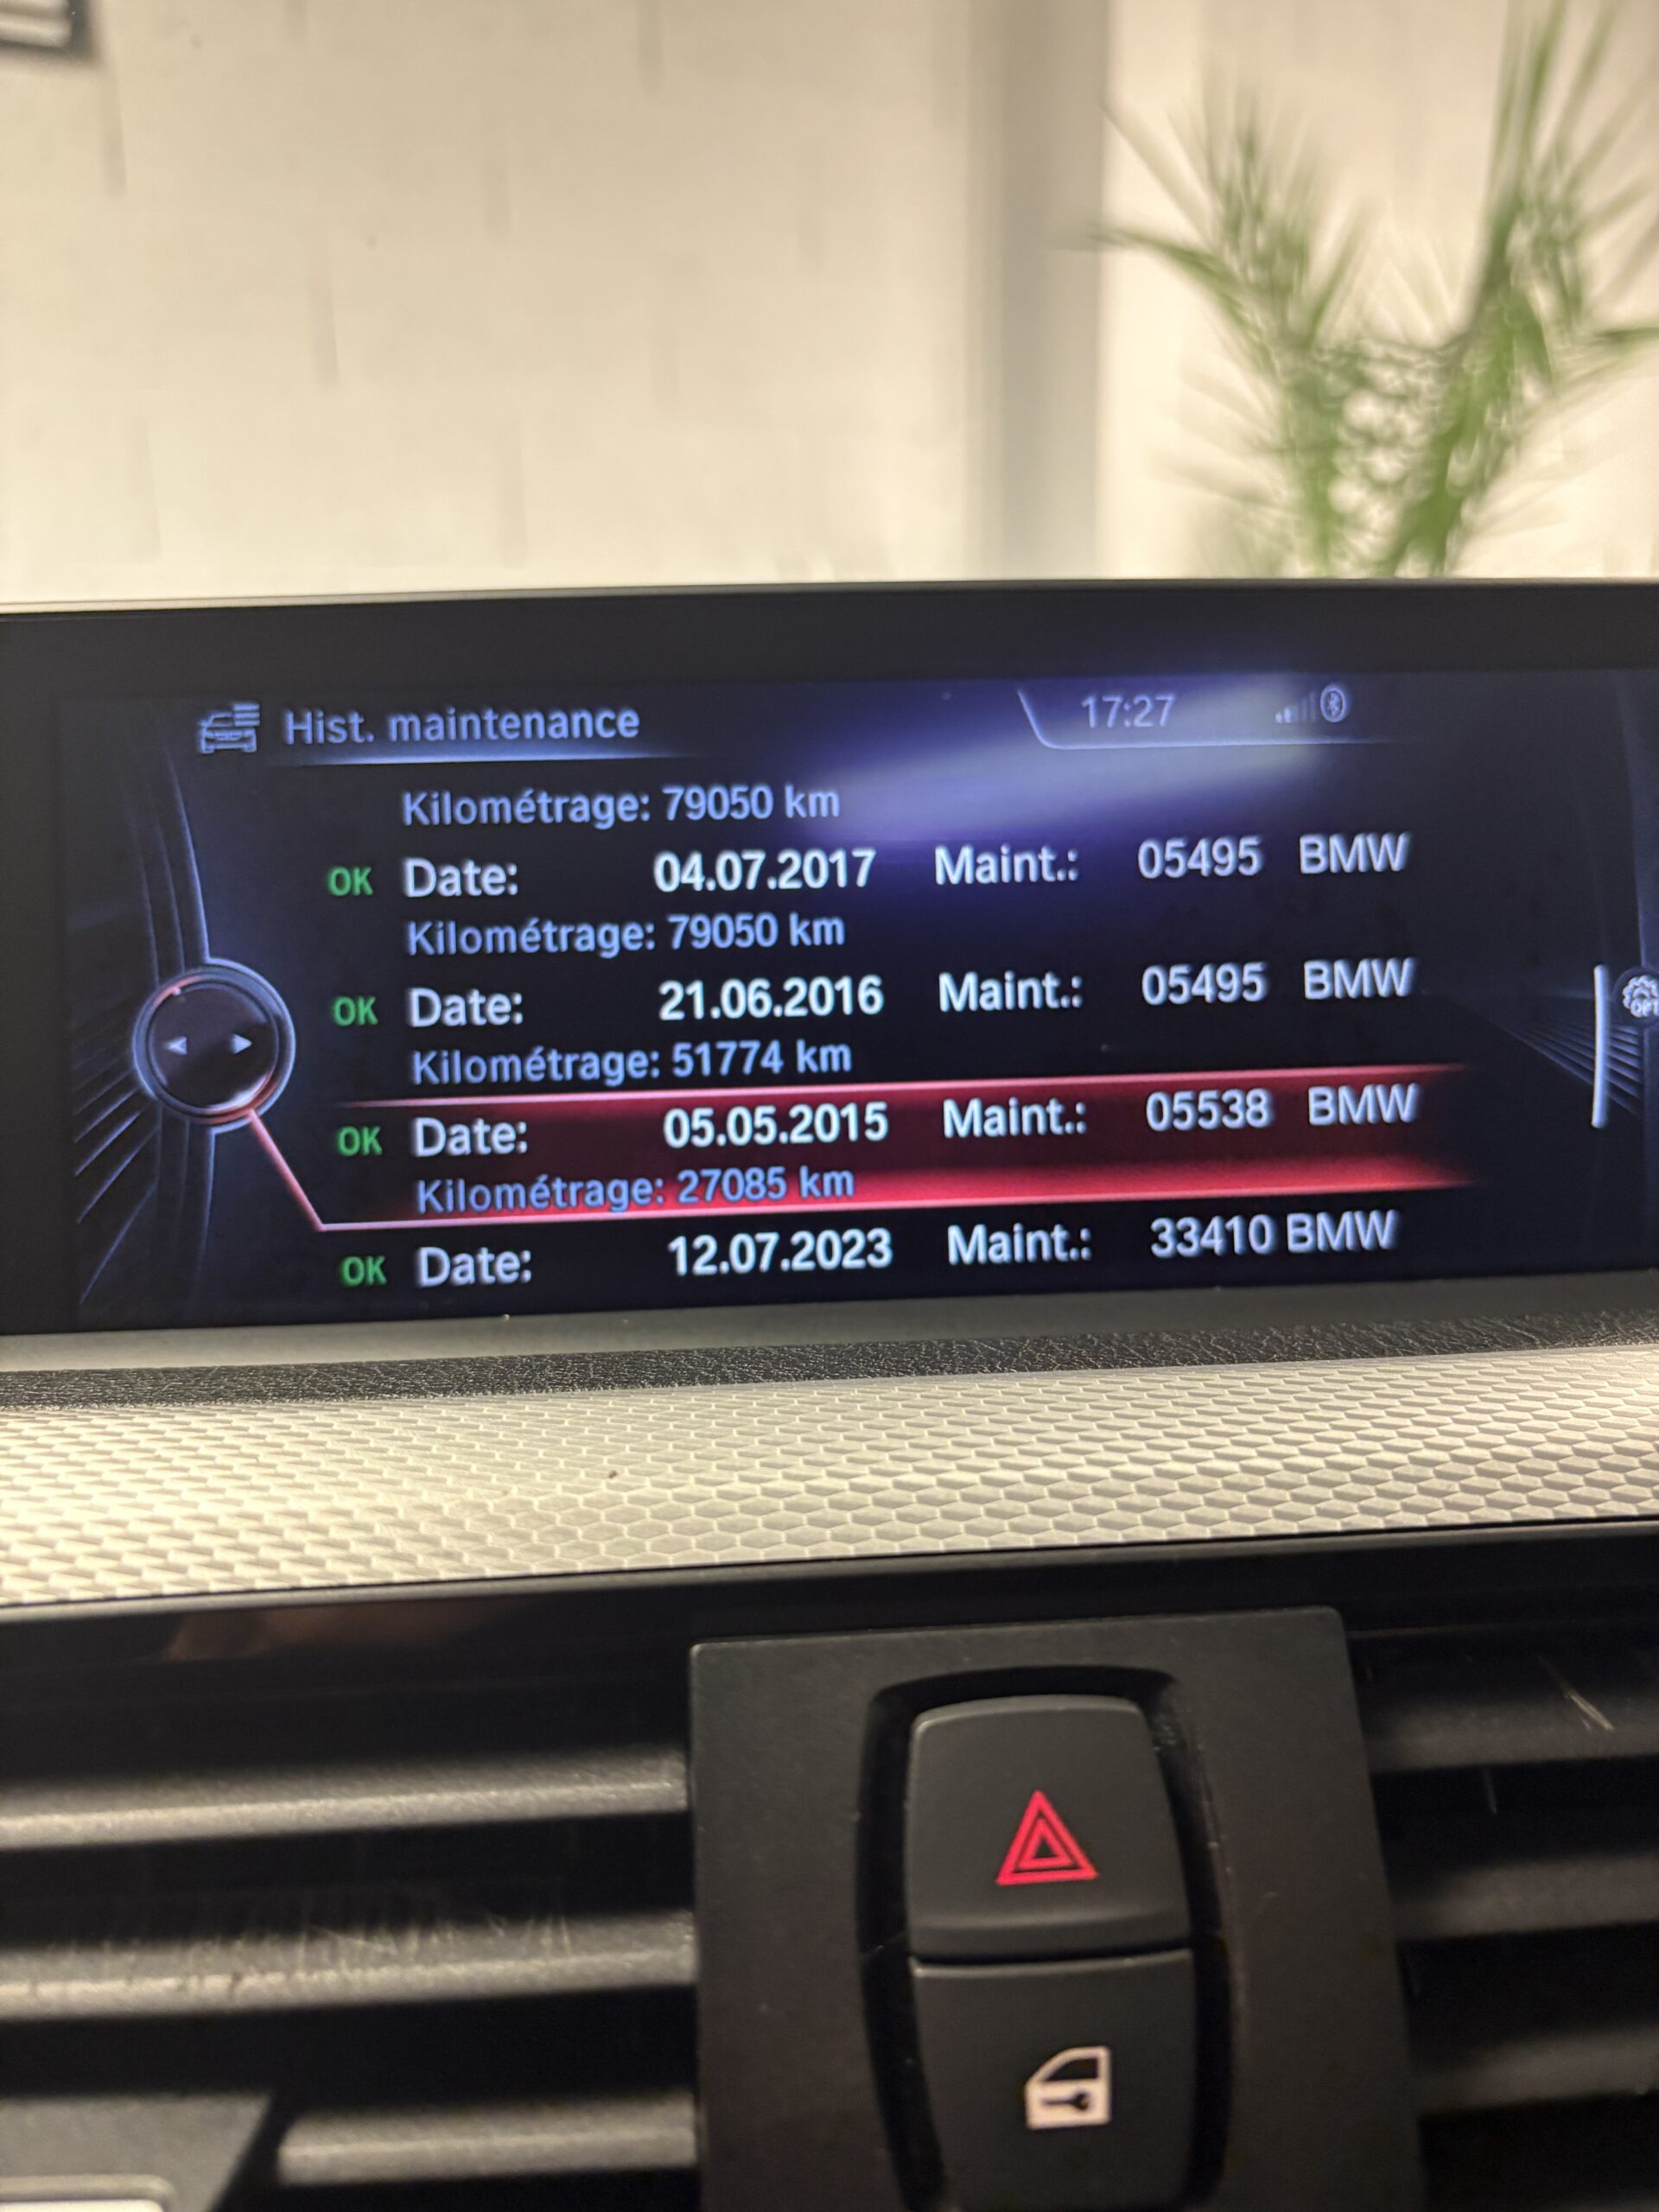 Hist. maintenance 17:27
Kilométrage: 79050 km
OK Date: 04.07.2017 Maint.: 05495 BMW
Kilométrage: 79050 km
OK Date: 21.06.2016 Maint.: 05495 BMW
Kilométrage: 51774 km
OK Date: 05.05.2015 Maint.: 05538 BMW
Kilométrage: 27085 km
OK Date: 12.07.2023 Maint.: 33410 BMW